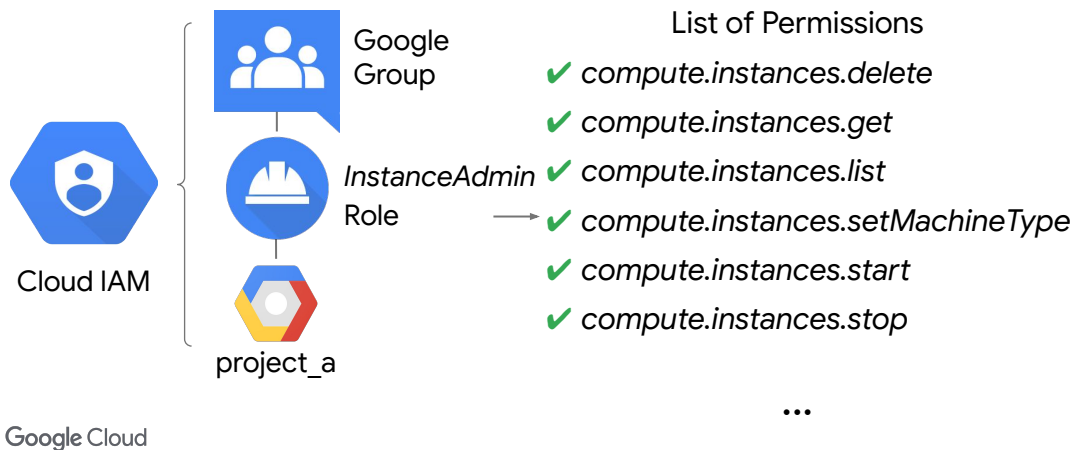 Cloud IAM
Google
Group
InstanceAdmin
Role
project_a
List of Permissions
✔ compute.instances.delete
✔ compute.instances.get
✔ compute.instances.list
✔ compute.instances.setMachineType
✔ compute.instances.start
✔ compute.instances.stop
...
Google Cloud